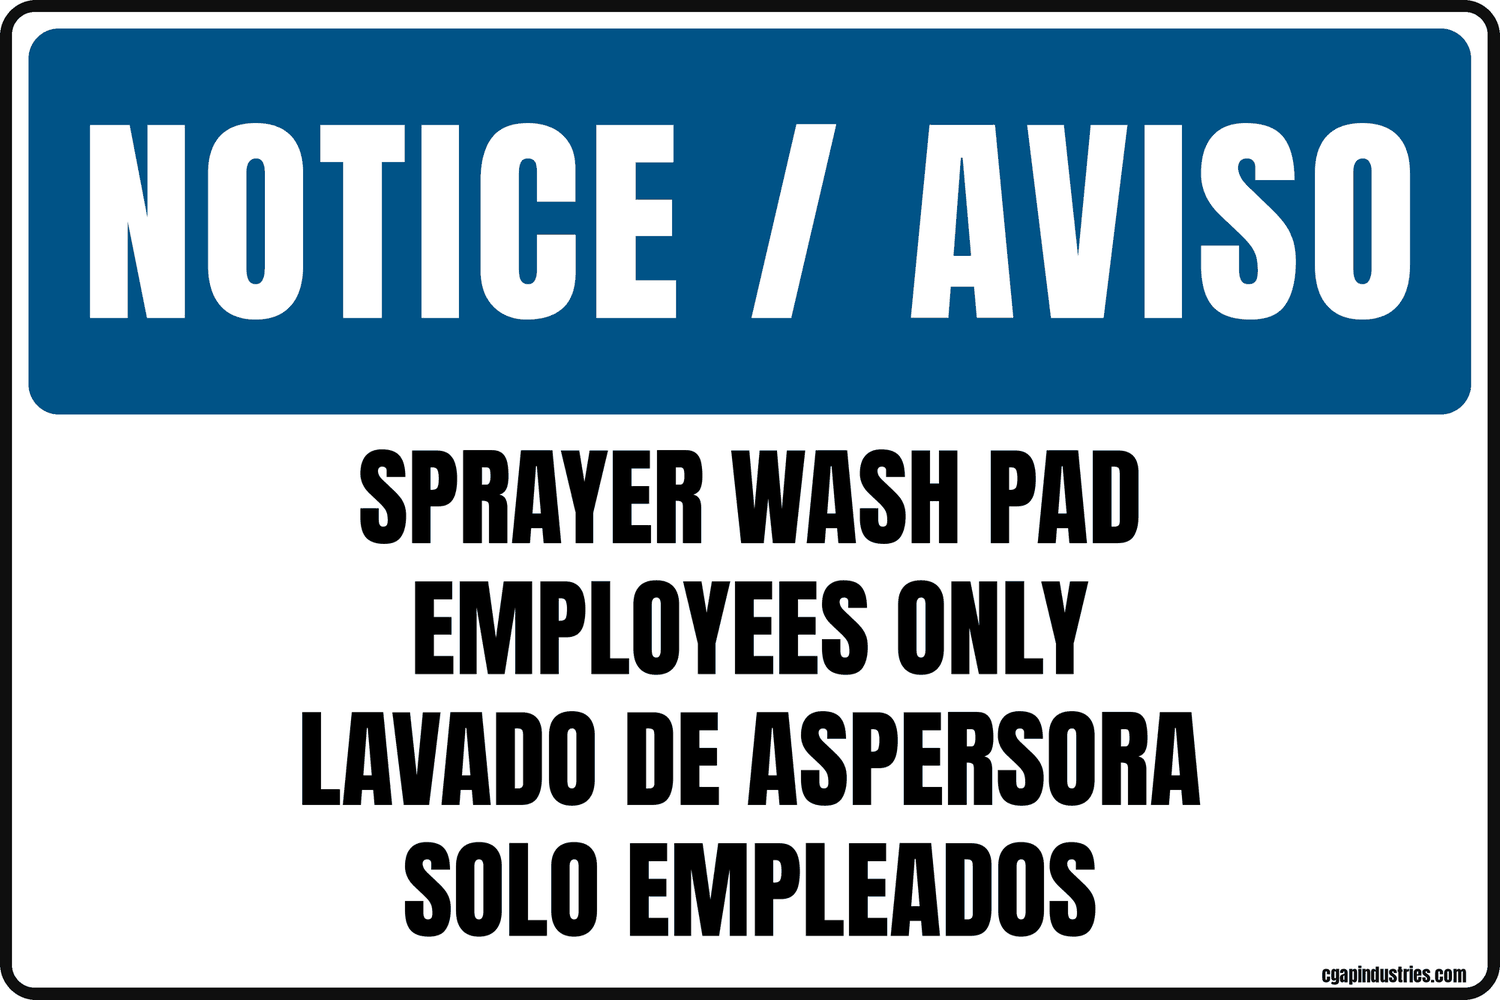 NOTICE / AVISO
SPRAYER WASH PAD
EMPLOYEES ONLY
LAVADO DE ASPERSORA
SOLO EMPLEADOS
cgapindustries.com